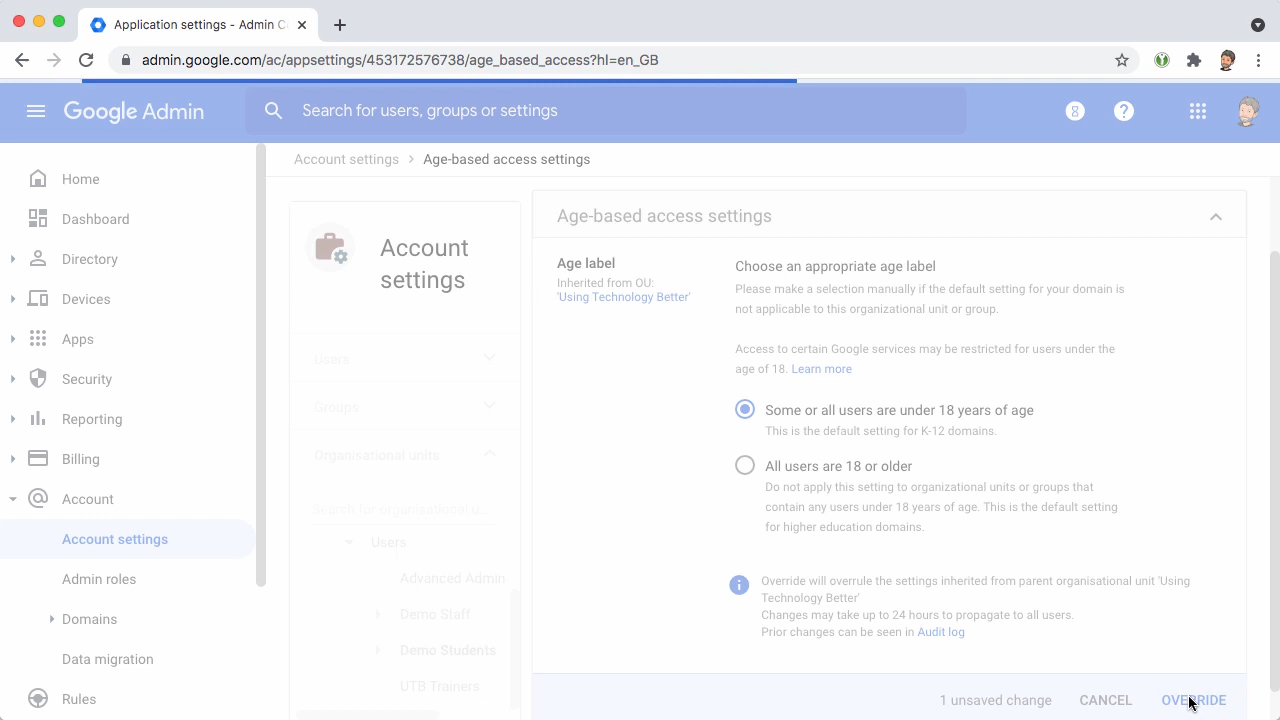 Application settings - Admin C
admin.google.com/ac/appsettings/453172576738/age_based_access?hl=en_GB
Google Admin
Search for users, groups or settings
Account settings > Age-based access settings
Home
Dashboard
Directory
Devices
Apps
Security
Reporting
Billing
Account
Account settings
Admin roles
Domains
Data migration
Rules
Account
settings
Users
Groups
Organisational units
Search for organisational u...
Users
Advanced Admin
Demo Staff
Demo Students
UTB Trainers
Age-based access settings
Age label
Inherited from OU:
'Using Technology Better'
Choose an appropriate age label
Please make a selection manually if the default setting for your domain is
not applicable to this organizational unit or group.
Access to certain Google services may be restricted for users under the
age of 18. Learn more
Some or all users are under 18 years of age
This is the default setting for K-12 domains.
All users are 18 or older
Do not apply this setting to organizational units or groups that
contain any users under 18 years of age. This is the default setting
for higher education domains.
Override will overrule the settings inherited from parent organisational unit 'Using
Technology Better'
Changes may take up to 24 hours to propagate to all users.
Prior changes can be seen in Audit log
1 unsaved change CANCEL OVERRIDE